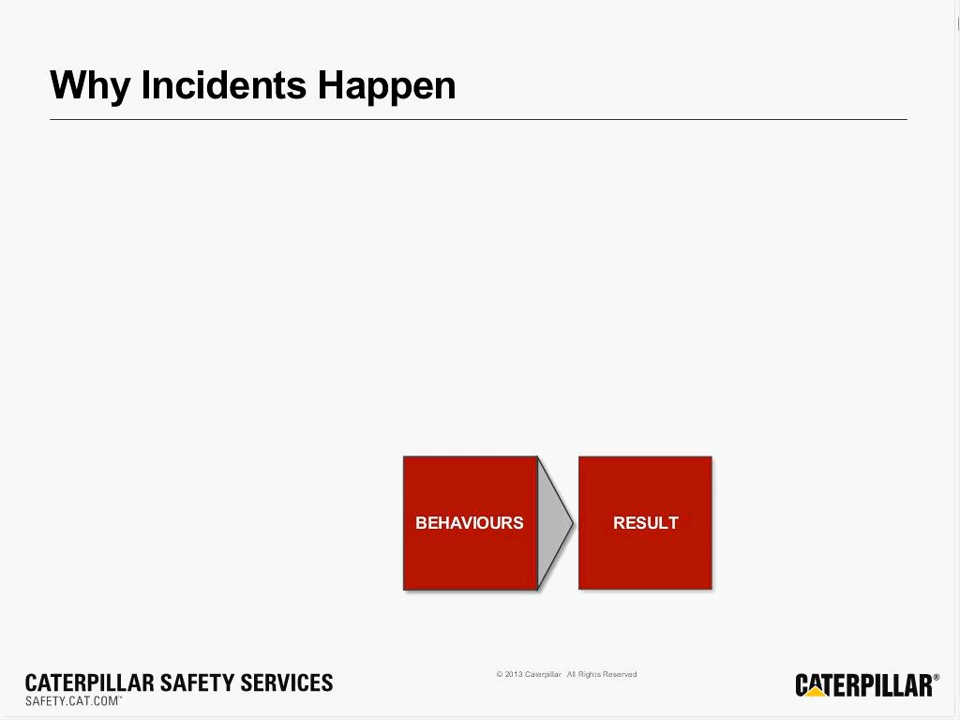 Why Incidents Happen
BEHAVIOURS
RESULT
© 2013 Caterpillar All Rights Reserved
CATERPILLAR SAFETY SERVICES
SAFETY.CAT.COM™
CATERPILLAR®